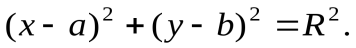 (x - a)² + (y - b)² = R².